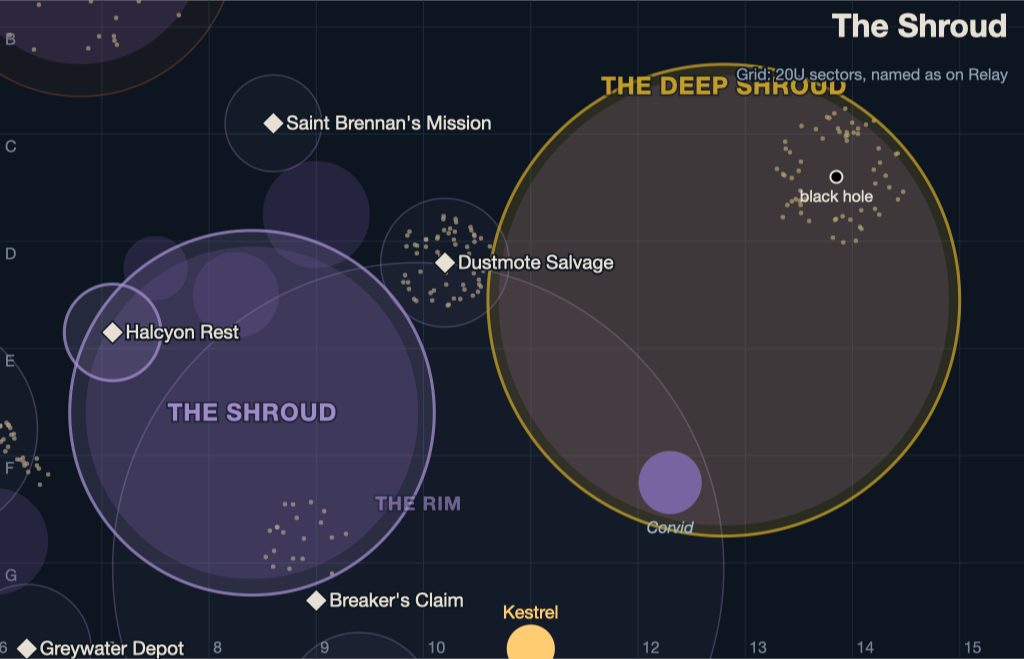 B
The Shroud
Grid: 20U sectors, named as on Relay
THE DEEP SHROUD
Saint Brennan's Mission
C
black hole
D
Dustmote Salvage
Halcyon Rest
E
THE SHROUD
F
THE RIM
Corvid
G
Breaker's Claim
Kestrel
6
Greywater Depot
8
9
10
12
13
14
15